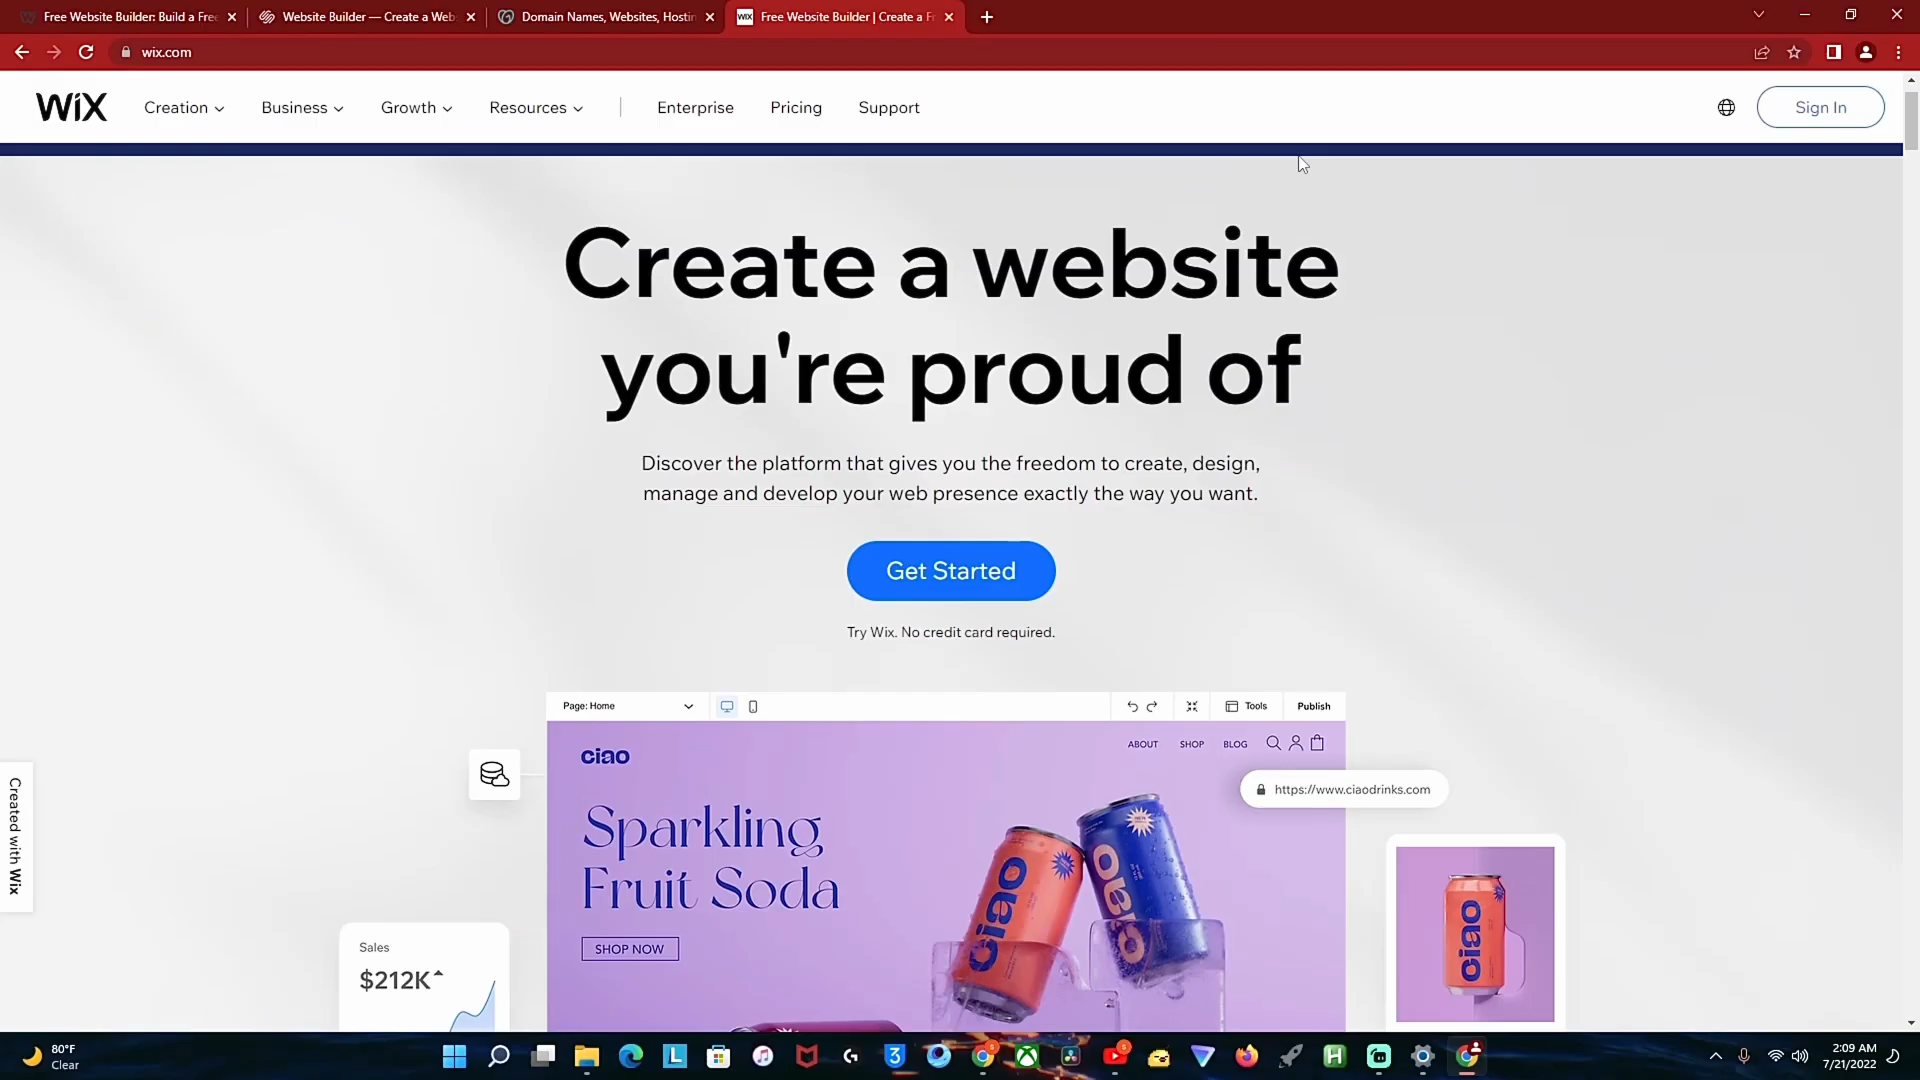 Free Website Builder: Build a Free
Website Builder — Create a Web
Domain Names, Websites, Hostin
WIX Free Website Builder | Create a Fr
wix.com
WiX
Creation
Business
Growth
Resources
Enterprise
Pricing
Support
Sign In
Create a website
you're proud of
Discover the platform that gives you the freedom to create, design,
manage and develop your web presence exactly the way you want.
Get Started
Try Wix. No credit card required.
Page: Home
Tools
Publish
ciao
ABOUT
SHOP
BLOG
https://www.ciaodrinks.com
Sparkling
Fruit Soda
SHOP NOW
ciao
ciao
ciao
Created with Wix
Sales
$212K
80°F
Clear
2:09 AM
7/21/2022